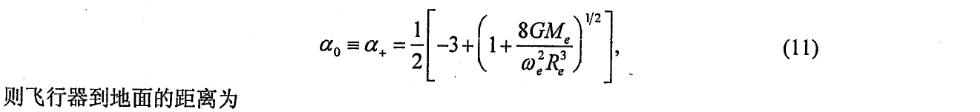 α₀ ≡ α₊ = 1/2 [ −3 + ( 1 + 8GMₑ / ωₑ²Rₑ³ )^{1/2} ], (11)
则飞行器到地面的距离为